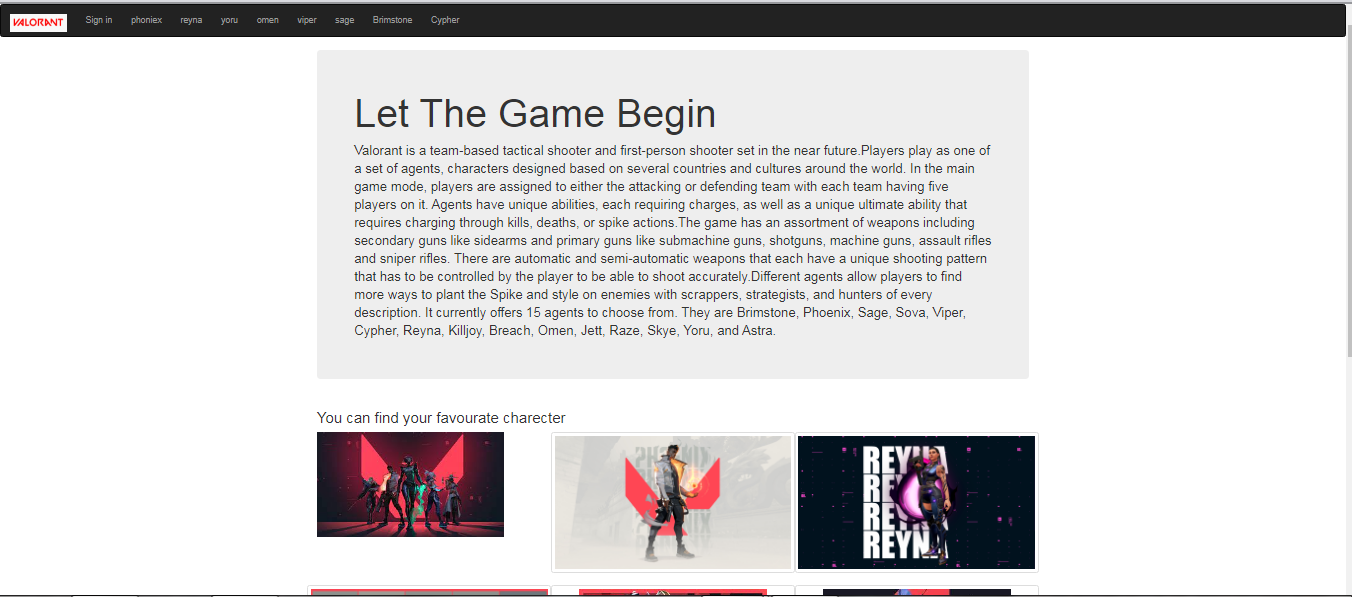 VALORANT Sign in phoniex reyna yoru omen viper sage Brimstone Cypher
Let The Game Begin
Valorant is a team-based tactical shooter and first-person shooter set in the near future.Players play as one of
a set of agents, characters designed based on several countries and cultures around the world. In the main
game mode, players are assigned to either the attacking or defending team with each team having five
players on it. Agents have unique abilities, each requiring charges, as well as a unique ultimate ability that
requires charging through kills, deaths, or spike actions.The game has an assortment of weapons including
secondary guns like sidearms and primary guns like submachine guns, shotguns, machine guns, assault rifles
and sniper rifles. There are automatic and semi-automatic weapons that each have a unique shooting pattern
that has to be controlled by the player to be able to shoot accurately.Different agents allow players to find
more ways to plant the Spike and style on enemies with scrappers, strategists, and hunters of every
description. It currently offers 15 agents to choose from. They are Brimstone, Phoenix, Sage, Sova, Viper,
Cypher, Reyna, Killjoy, Breach, Omen, Jett, Raze, Skye, Yoru, and Astra.
You can find your favourate charecter
REYNA
REY
REYNA
REYNA